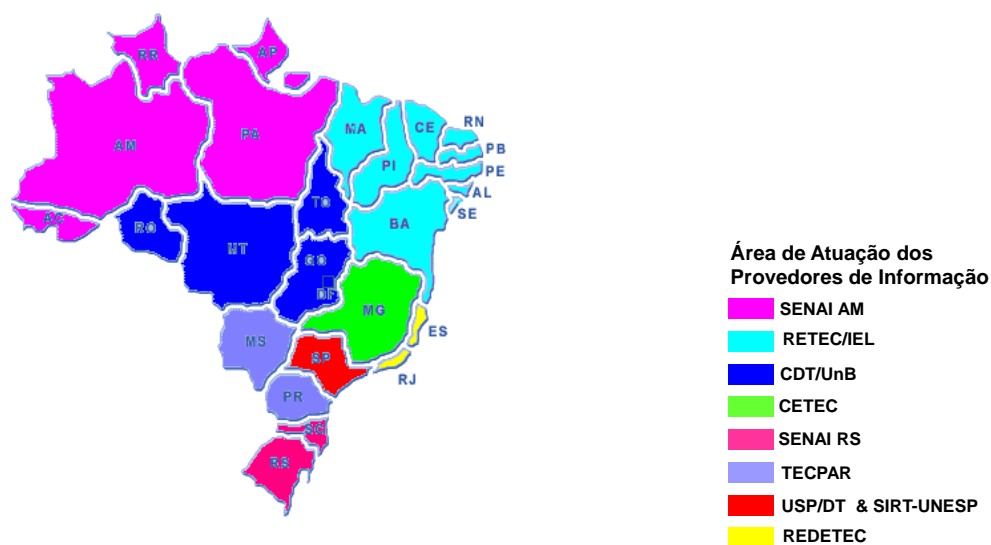 RR
AP
AM
PA
MA
CE
RN
PB
PI
PE
AL
SE
TO
BA
AC
RO
MT
GO
DF
MG
ES
MS
SP
RJ
PR
SC
RS
Área de Atuação dos
Provedores de Informação
SENAI AM
RETEC/IEL
CDT/UnB
CETEC
SENAI RS
TECPAR
USP/DT & SIRT-UNESP
REDETEC